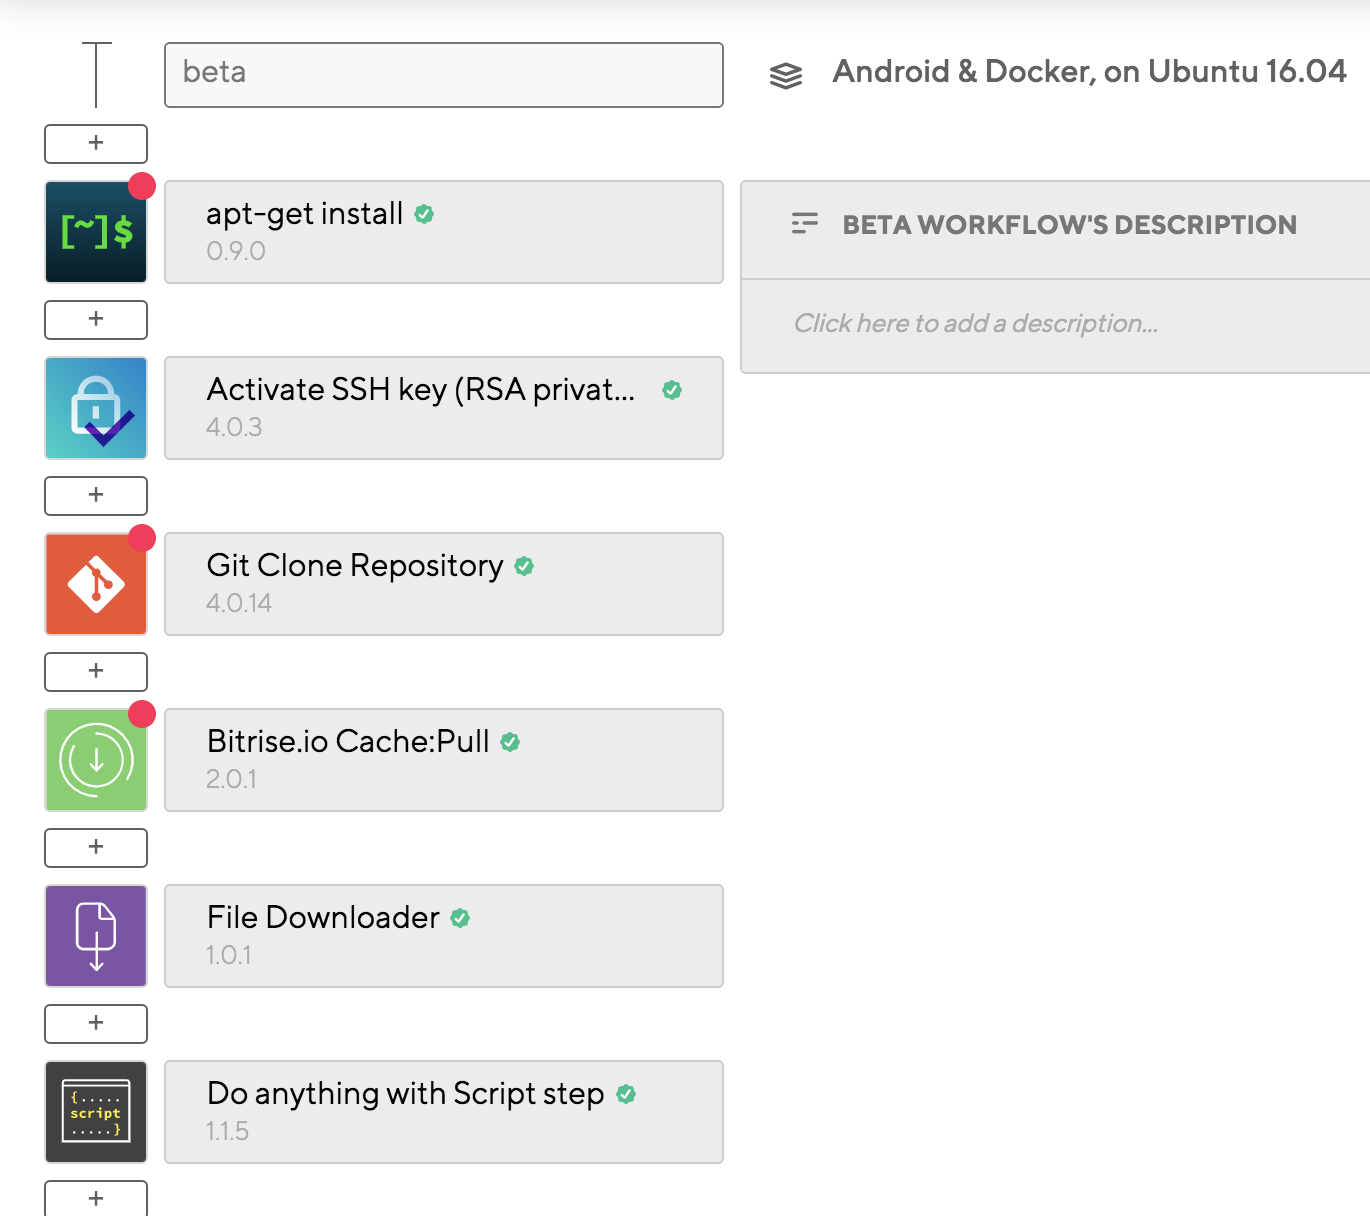 beta
Android & Docker, on Ubuntu 16.04
+
[~]$
apt-get install
0.9.0
BETA WORKFLOW'S DESCRIPTION
Click here to add a description...
+
Activate SSH key (RSA privat...
4.0.3
+
Git Clone Repository
4.0.14
+
Bitrise.io Cache:Pull
2.0.1
+
File Downloader
1.0.1
+
{.....
script
.....}
Do anything with Script step
1.1.5
+